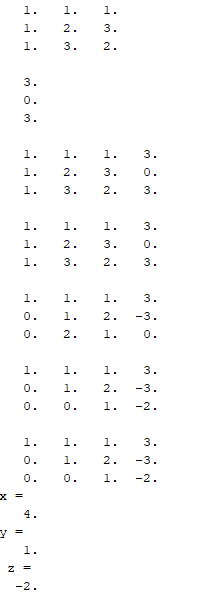 1. 1. 1.
1. 2. 3.
1. 3. 2.
3.
0.
3.
1. 1. 1. 3.
1. 2. 3. 0.
1. 3. 2. 3.
1. 1. 1. 3.
1. 2. 3. 0.
1. 3. 2. 3.
1. 1. 1. 3.
0. 1. 2. -3.
0. 2. 1. 0.
1. 1. 1. 3.
0. 1. 2. -3.
0. 0. 1. -2.
1. 1. 1. 3.
0. 1. 2. -3.
0. 0. 1. -2.
x =
4.
y =
1.
z =
-2.